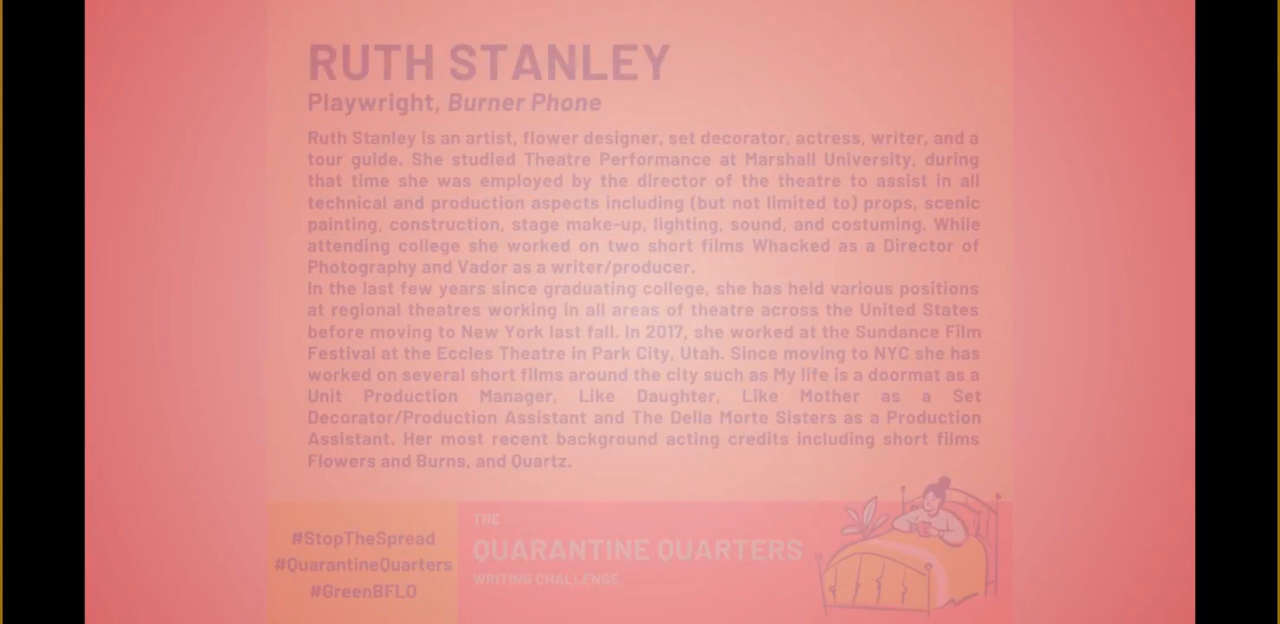 RUTH STANLEY
Playwright, Burner Phone
Ruth Stanley is an artist, flower designer, set decorator, actress, writer, and a
tour guide. She studied Theatre Performance at Marshall University, during
that time she was employed by the director of the theatre to assist in all
technical and production aspects including (but not limited to) props, scenic
painting, construction, stage make-up, lighting, sound, and costuming. While
attending college she worked on two short films Whacked as a Director of
Photography and Vador as a writer/producer.
In the last few years since graduating college, she has held various positions
at regional theatres working in all areas of theatre across the United States
before moving to New York last fall. In 2017, she worked at the Sundance Film
Festival at the Eccles Theatre in Park City, Utah. Since moving to NYC she has
worked on several short films around the city such as My life is a doormat as a
Unit Production Manager, Like Daughter, Like Mother as a Set
Decorator/Production Assistant and The Della Morte Sisters as a Production
Assistant. Her most recent background acting credits including short films
Flowers and Burns, and Quartz.
#StopTheSpread
#QuarantineQuarters
#GreenBFLO
THE
QUARANTINE QUARTERS
WRITING CHALLENGE